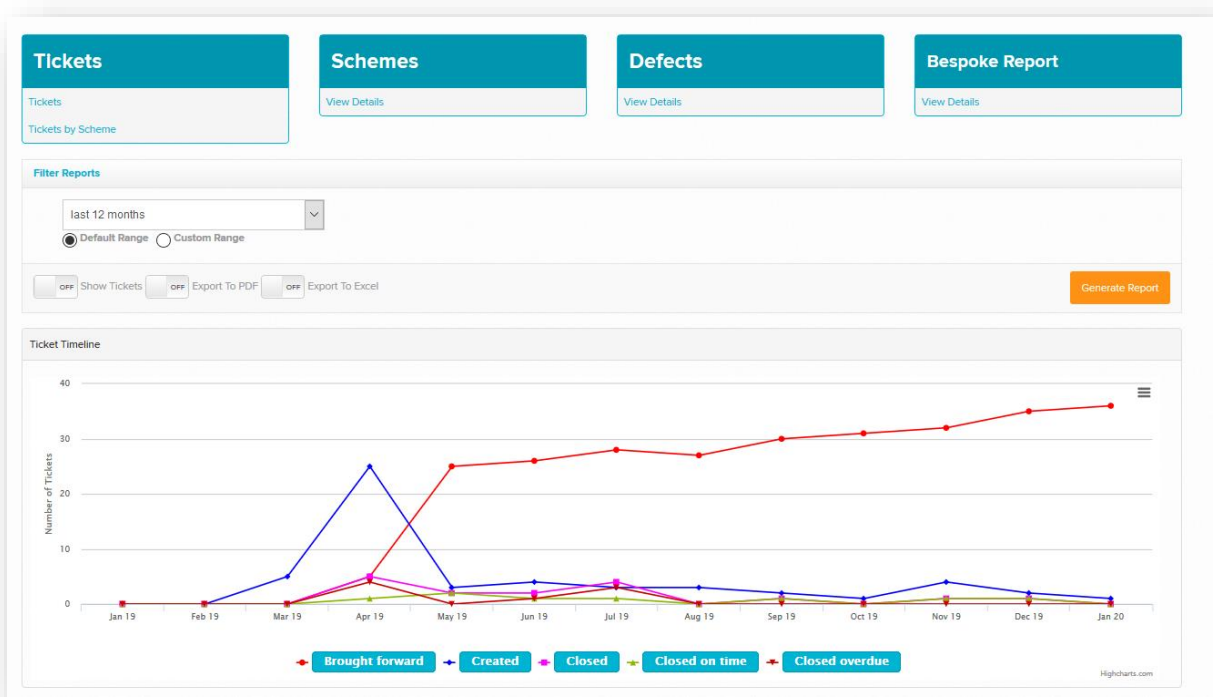 TIckets
Schemes
Defects
Bespoke Report
Tickets
View Details
View Details
View Details
Tickets by Scheme
Filter Reports
last 12 months
Default Range Custom Range
OFF Show Tickets OFF Export To PDF OFF Export To Excel
Generate Report
Ticket Timeline
Number of Tickets
40
30
20
10
0
Jan 19 Feb 19 Mar 19 Apr 19 May 19 Jun 19 Jul 19 Aug 19 Sep 19 Oct 19 Nov 19 Dec 19 Jan 20
Brought forward Created Closed Closed on time Closed overdue
Highcharts.com